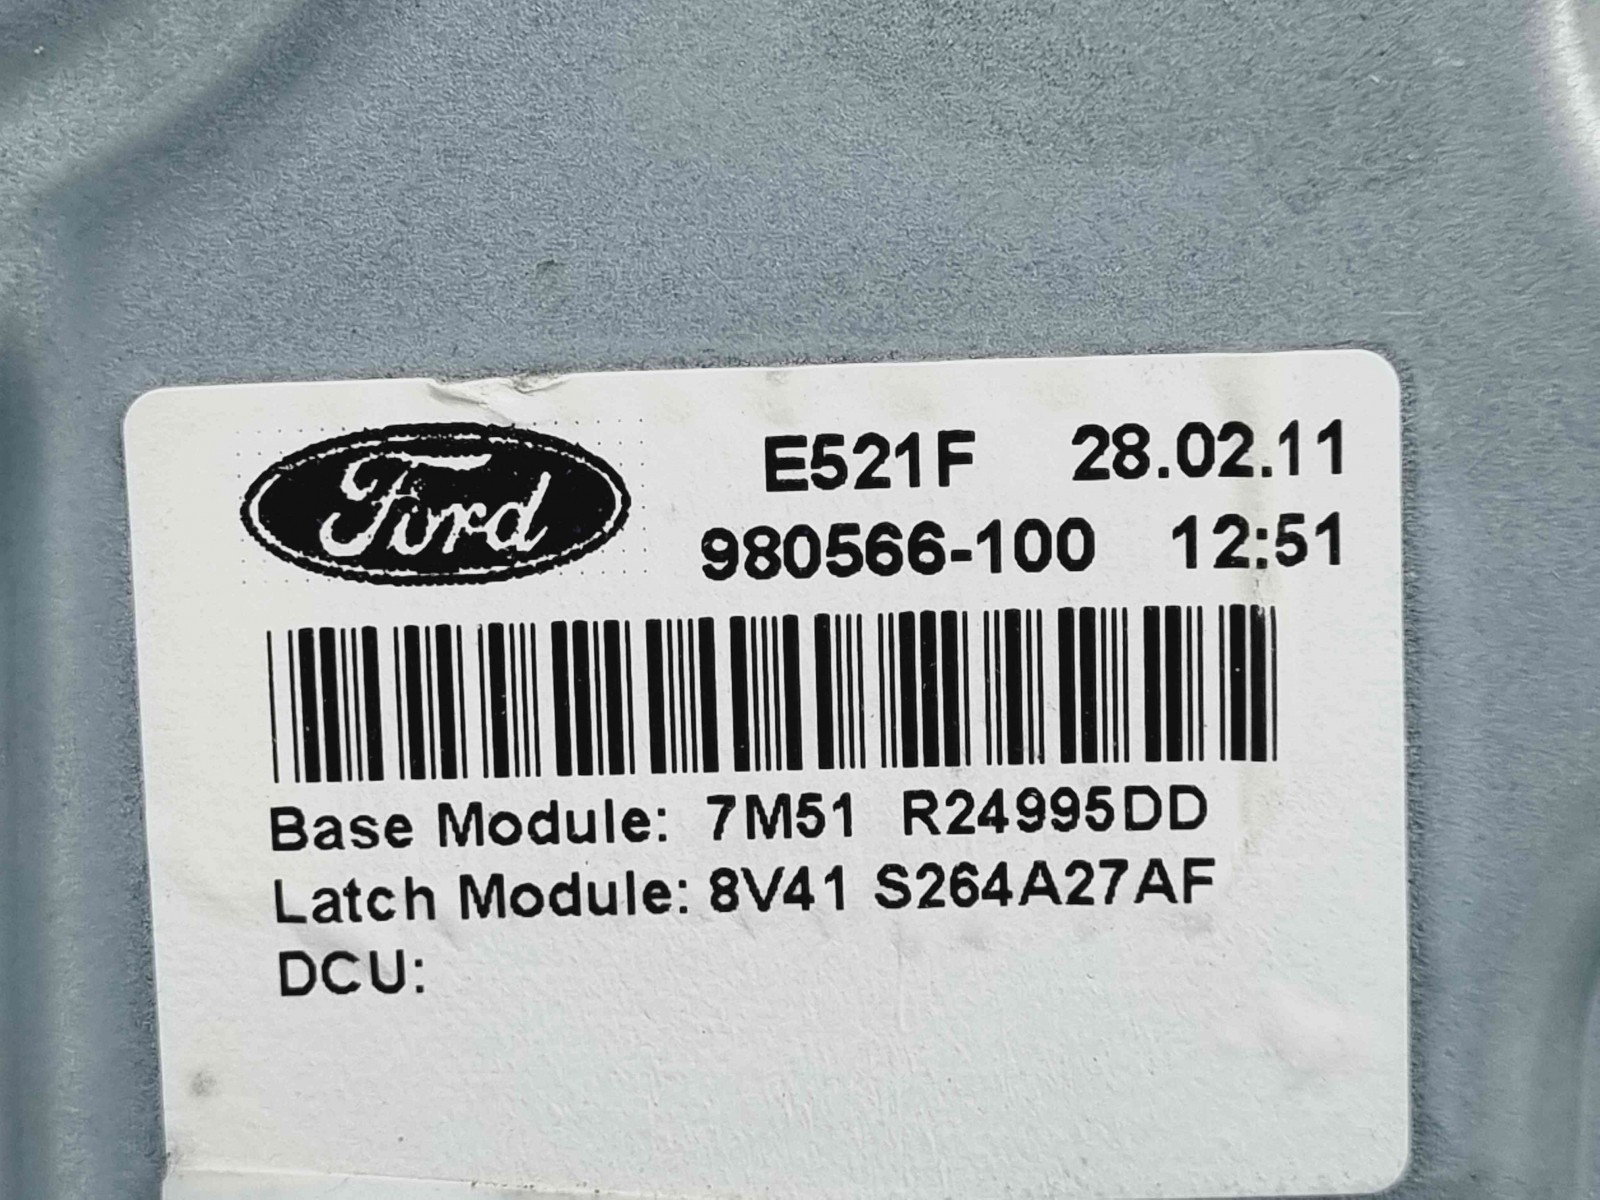 Ford
E521F 28.02.11
980566-100 12:51
Base Module: 7M51 R24995DD
Latch Module: 8V41 S264A27AF
DCU: